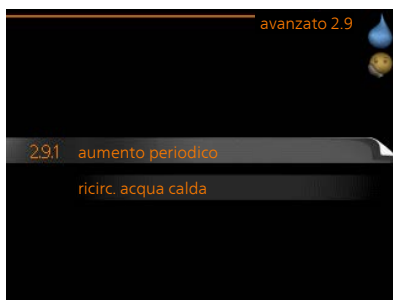 avanzato 2.9
2.9.1 aumento periodico
ricirc. acqua calda